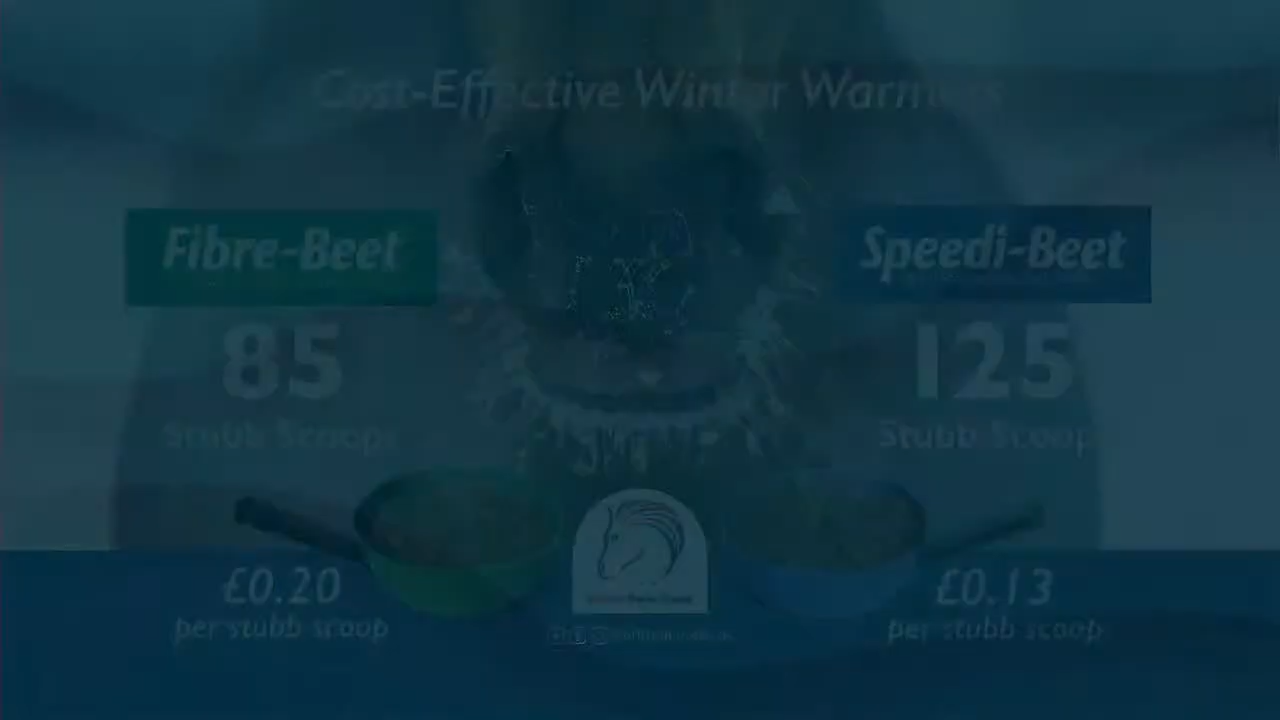 Cost-Effective Winter Warmers
Fibre-Beet
Speedi-Beet
85
125
Stubb Scoops
Stubb Scoop
£0.20
£0.13
per stubb scoop
per stubb scoop